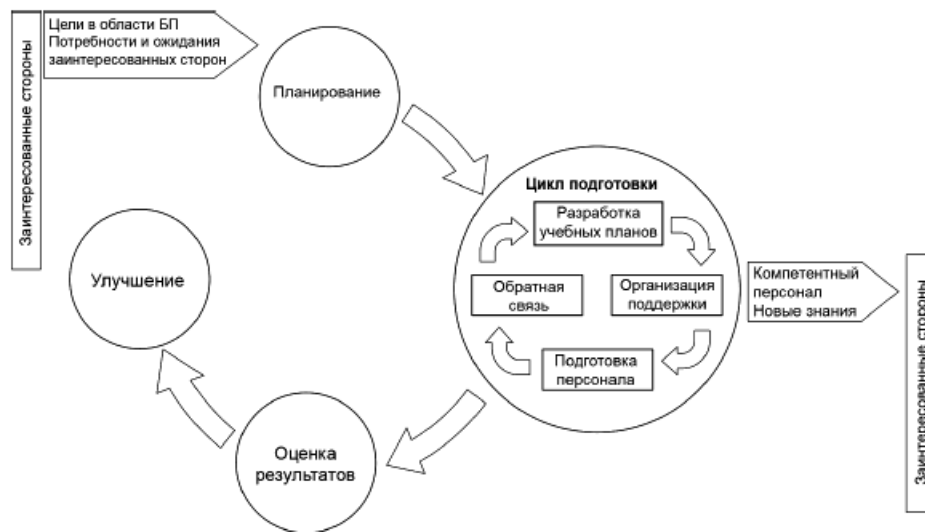 Заинтересованные стороны
Цели в области БП
Потребности и ожидания
заинтересованных сторон
Планирование
Цикл подготовки
Разработка
учебных планов
Обратная
связь
Организация
поддержки
Подготовка
персонала
Компетентный
персонал
Новые знания
Заинтересованные стороны
Улучшение
Оценка
результатов